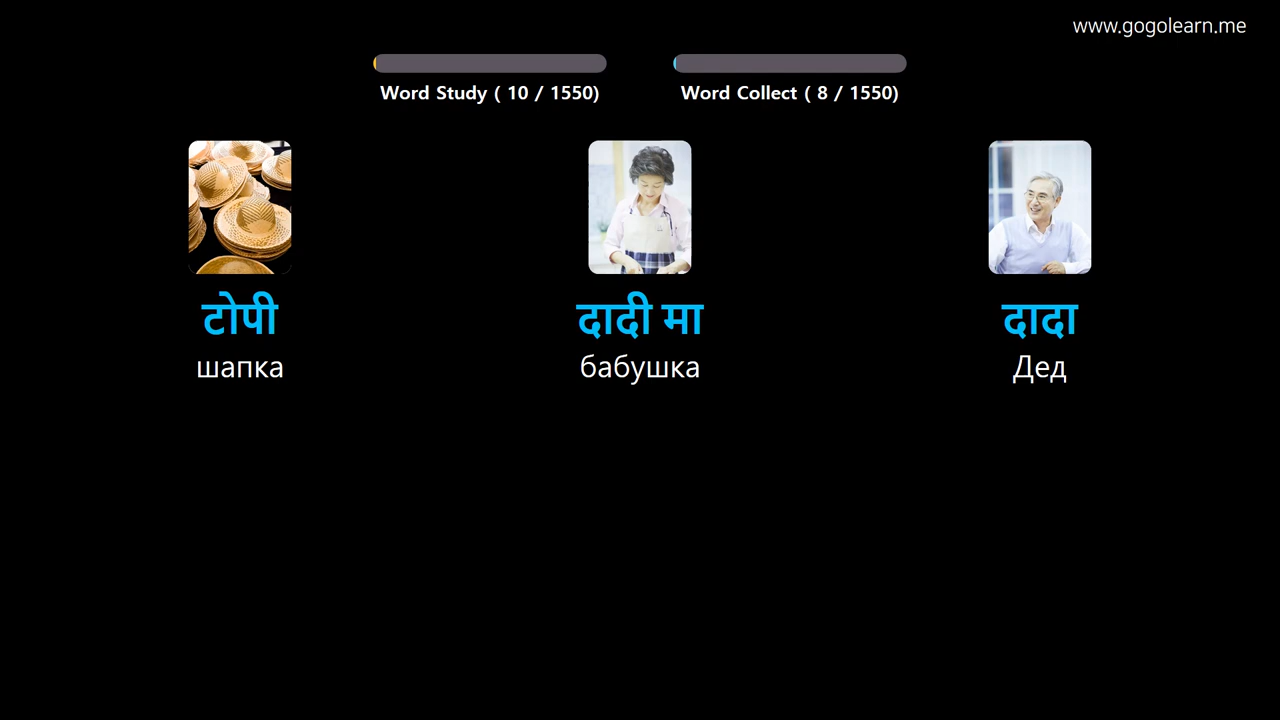 www.gogolearn.me
Word Study ( 10 / 1550)
Word Collect ( 8 / 1550)
टोपी
шапка
दादी मा
бабушка
दादा
Дед